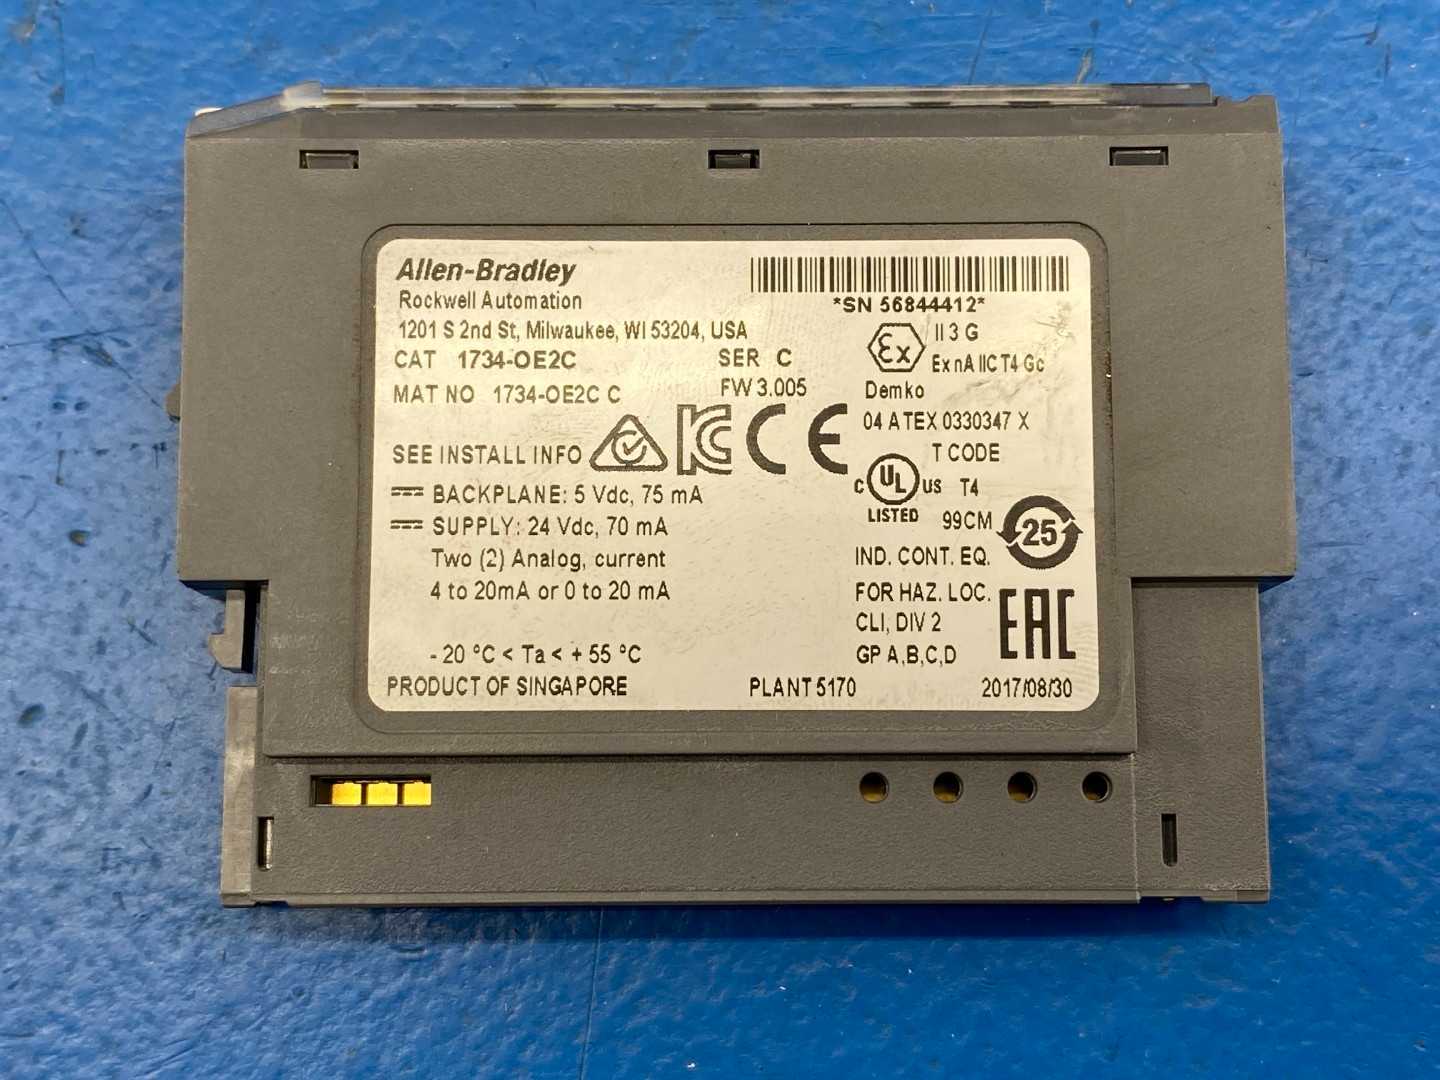 Allen-Bradley
Rockwell Automation
1201 S 2nd St, Milwaukee, WI 53204, USA
CAT 1734-OE2C SER C
MAT NO 1734-OE2C C FW 3.005
SEE INSTALL INFO
BACKPLANE: 5 Vdc, 75 mA
SUPPLY: 24 Vdc, 70 mA
Two (2) Analog, current
4 to 20mA or 0 to 20 mA
- 20 °C < Ta < + 55 °C
PRODUCT OF SINGAPORE
PLANT 5170
*SN 56844412*
Ex II 3 G
Ex nA IIC T4 Gc
Demko
04 ATEX 0330347 X
KC CE
T CODE
c UL us T4
LISTED 99CM
25
IND. CONT. EQ.
FOR HAZ. LOC.
CLI, DIV 2
GP A,B,C,D
EAC
2017/08/30